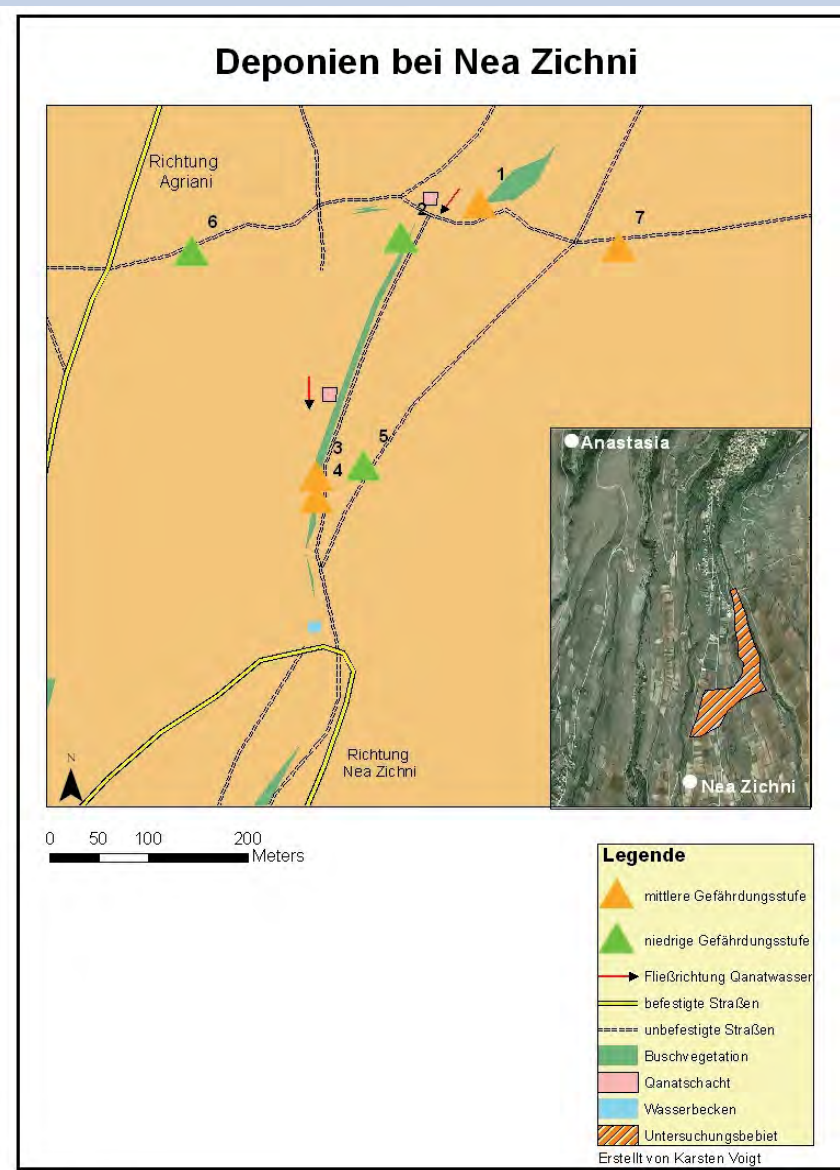 Deponien bei Nea Zichni
Richtung
Agriani
1
2
6
7
3
4
5
Anastasia
Nea Zichni
Richtung
Nea Zichni
N
0 50 100 200
Meters
Legende
mittlere Gefährdungsstufe
niedrige Gefährdungsstufe
Fließrichtung Qanatwasser
befestigte Straßen
unbefestigte Straßen
Buschvegetation
Qanatschacht
Wasserbecken
Untersuchungsbebiet
Erstellt von Karsten Voigt